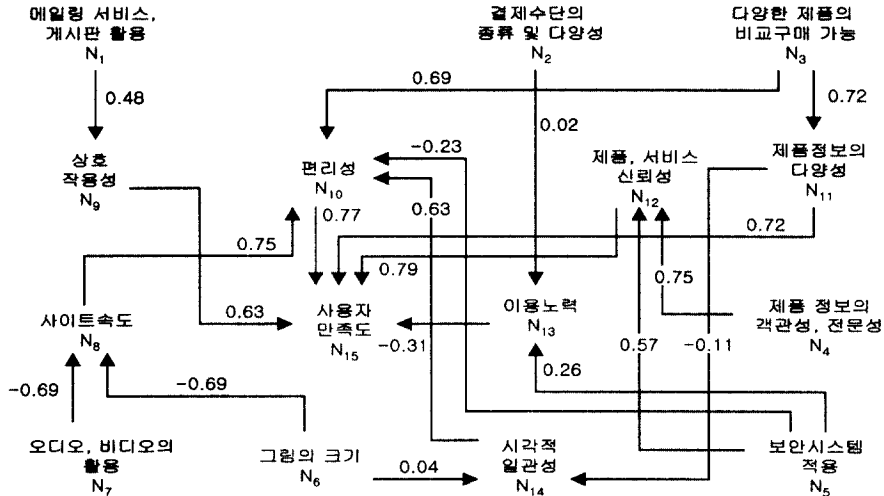 메일링 서비스,
게시판 활용
N₁
결제수단의
종류 및 다양성
N₂
다양한 제품의
비교구매 가능
N₃
0.69
0.72
0.48
0.02
-0.23
상호
작용성
N₉
편리성
N₁₀
제품, 서비스
신뢰성
N₁₂
제품정보의
다양성
N₁₁
0.77
0.63
0.72
0.75
0.79
0.75
사이트속도
N₈
0.63
사용자
만족도
N₁₅
-0.31
이용노력
N₁₃
제품 정보의
객관성, 전문성
N₄
0.57
-0.11
0.26
-0.69
-0.69
오디오, 비디오의
활용
N₇
그림의 크기
N₆
0.04
시각적
일관성
N₁₄
보안시스템
적용
N₅